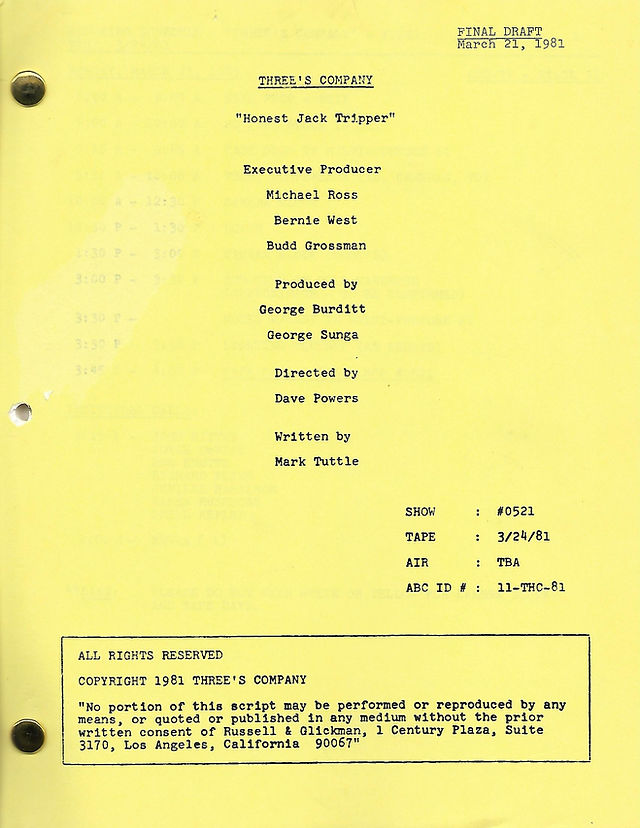 FINAL DRAFT
March 21, 1981
THREE'S COMPANY
"Honest Jack Tripper"
Executive Producer
Michael Ross
Bernie West
Budd Grossman
Produced by
George Burditt
George Sunga
Directed by
Dave Powers
Written by
Mark Tuttle
SHOW : #0521
TAPE : 3/24/81
AIR : TBA
ABC ID # : 11-THC-81
ALL RIGHTS RESERVED
COPYRIGHT 1981 THREE'S COMPANY
"No portion of this script may be performed or reproduced by any
means, or quoted or published in any medium without the prior
written consent of Russell & Glickman, 1 Century Plaza, Suite
3170, Los Angeles, California 90067"